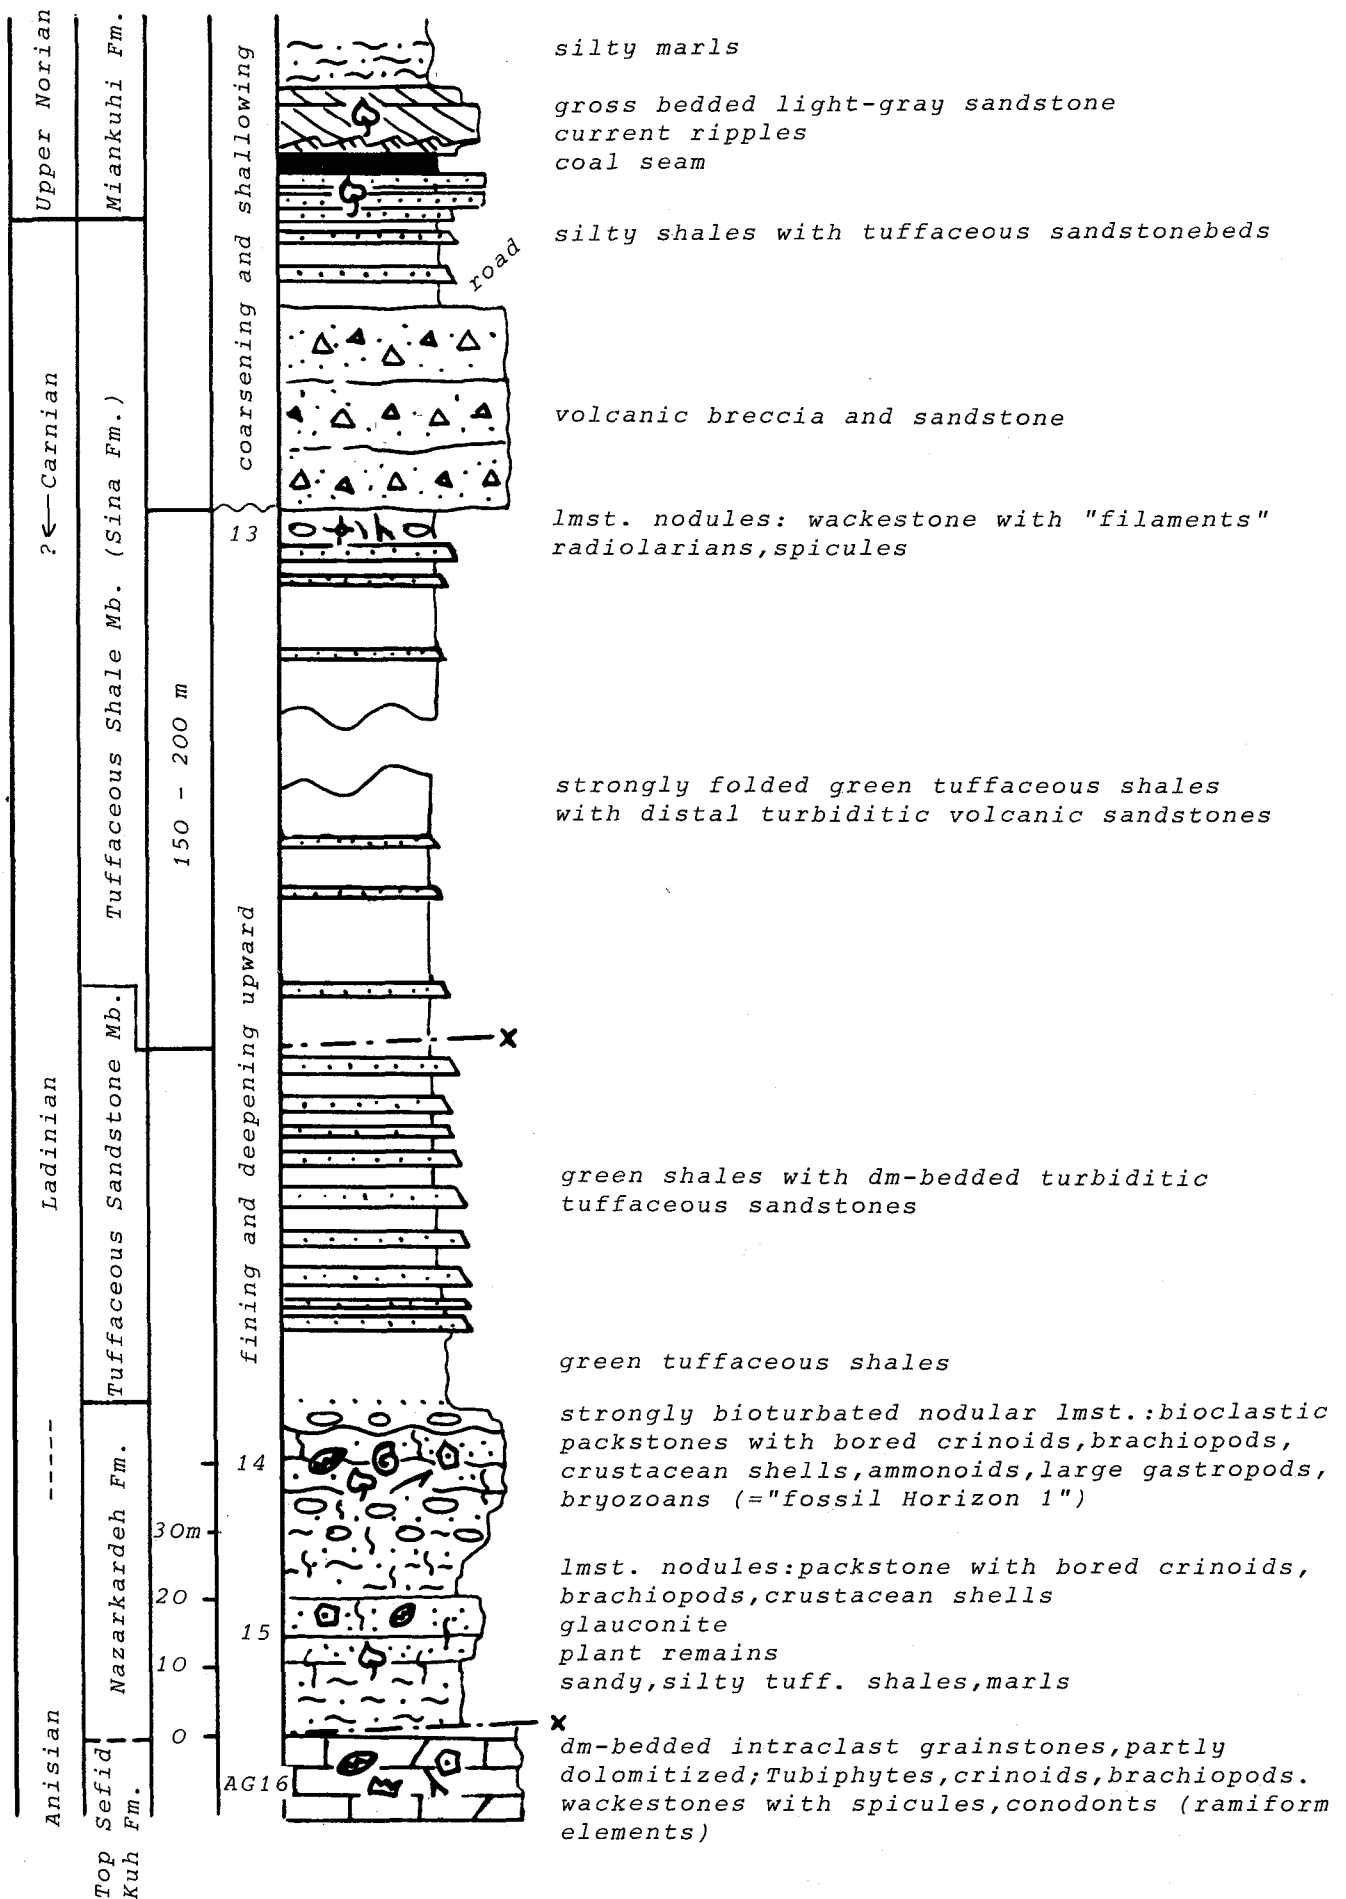 Upper Norian
?←Carnian
Ladinian
-----
Anisian
Miankuhi Fm.
Tuffaceous Shale Mb. (Sina Fm.)
Tuffaceous Sandstone Mb.
Nazarkardeh Fm.
Top Sefid
Kuh Fm.
150 - 200 m
30m
20
10
0
coarsening and shallowing
fining and deepening upward
13
14
15
AG16
road
x
x
silty marls
gross bedded light-gray sandstone
current ripples
coal seam
silty shales with tuffaceous sandstonebeds
volcanic breccia and sandstone
lmst. nodules: wackestone with "filaments"
radiolarians,spicules
strongly folded green tuffaceous shales
with distal turbiditic volcanic sandstones
green shales with dm-bedded turbiditic
tuffaceous sandstones
green tuffaceous shales
strongly bioturbated nodular lmst.:bioclastic
packstones with bored crinoids,brachiopods,
crustacean shells,ammonoids,large gastropods,
bryozoans (="fossil Horizon 1")
lmst. nodules:packstone with bored crinoids,
brachiopods,crustacean shells
glauconite
plant remains
sandy,silty tuff. shales,marls
dm-bedded intraclast grainstones,partly
dolomitized;Tubiphytes,crinoids,brachiopods.
wackestones with spicules,conodonts (ramiform
elements)